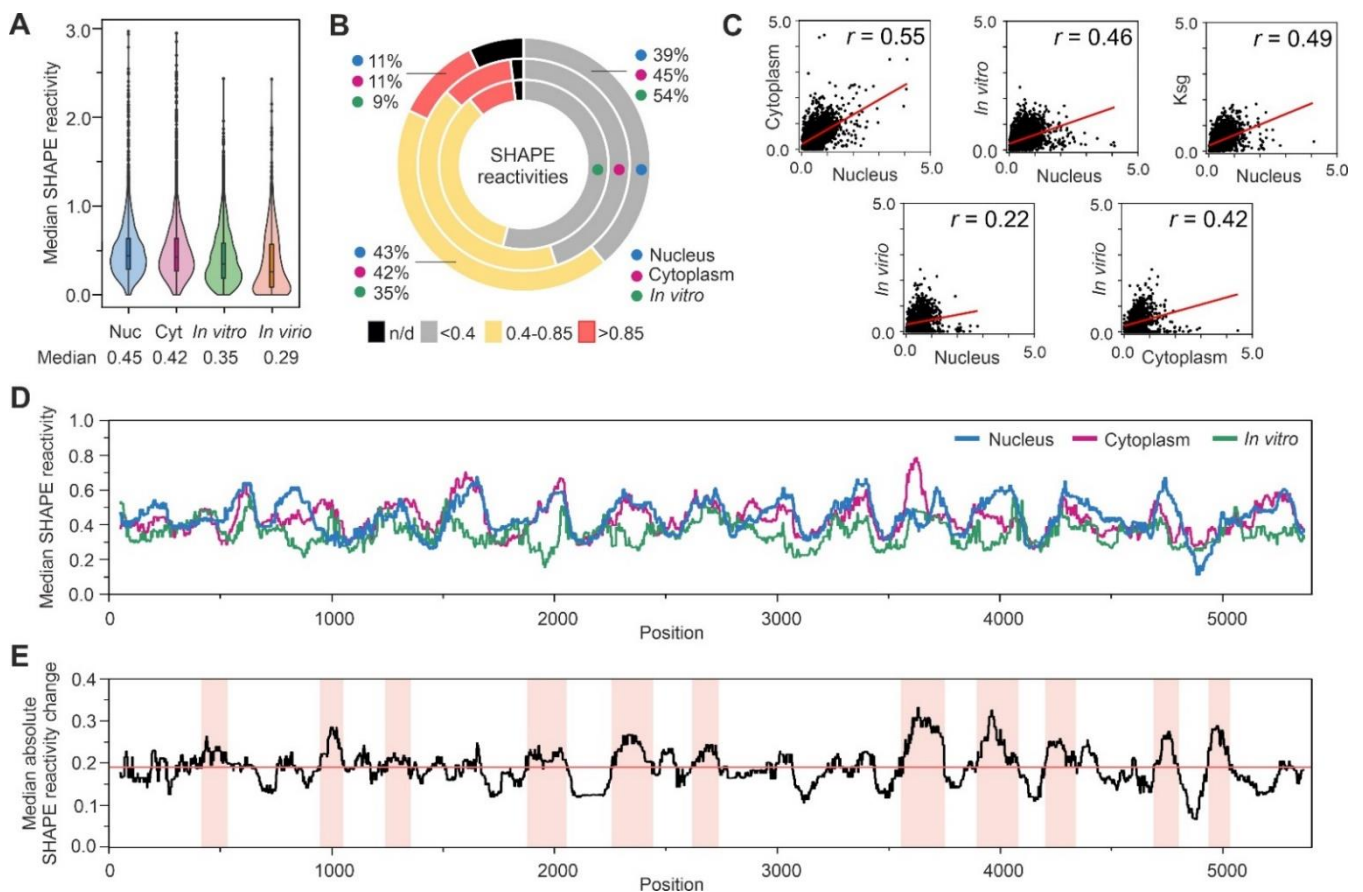 A
Median SHAPE reactivity
3.0
2.0
1.0
0.0
Nuc Cyt In vitro In virio
Median 0.45 0.42 0.35 0.29
B
11%
11%
9%
39%
45%
54%
SHAPE
reactivities
43%
42%
35%
Nucleus
Cytoplasm
In vitro
n/d <0.4 0.4-0.85 >0.85
C
5.0
r = 0.55
Cytoplasm
0.0
0.0 5.0
Nucleus
5.0
r = 0.46
In vitro
0.0
0.0 5.0
Nucleus
5.0
r = 0.49
Ksg
0.0
0.0 5.0
Nucleus
5.0
r = 0.22
In virio
0.0
0.0 5.0
Nucleus
5.0
r = 0.42
In virio
0.0
0.0 5.0
Cytoplasm
D
Median SHAPE reactivity
1.0
0.8
0.6
0.4
0.2
0.0
Nucleus Cytoplasm In vitro
0 1000 2000 3000 4000 5000
Position
E
Median absolute
SHAPE reactivity change
0.4
0.3
0.2
0.1
0.0
0 1000 2000 3000 4000 5000
Position